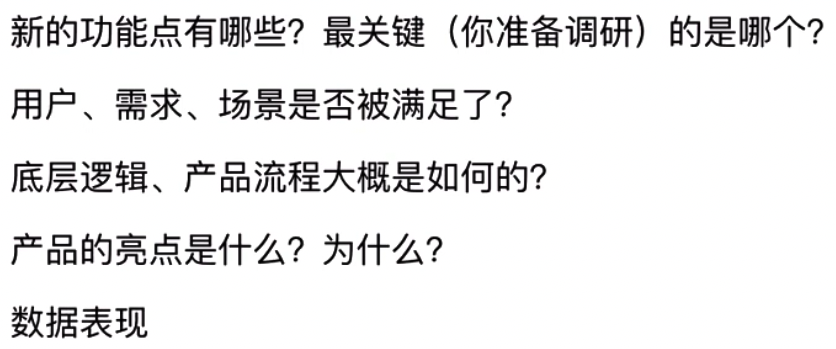 新的功能点有哪些？最关键（你准备调研）的是哪个？
用户、需求、场景是否被满足了？
底层逻辑、产品流程大概是如何的？
产品的亮点是什么？为什么？
数据表现